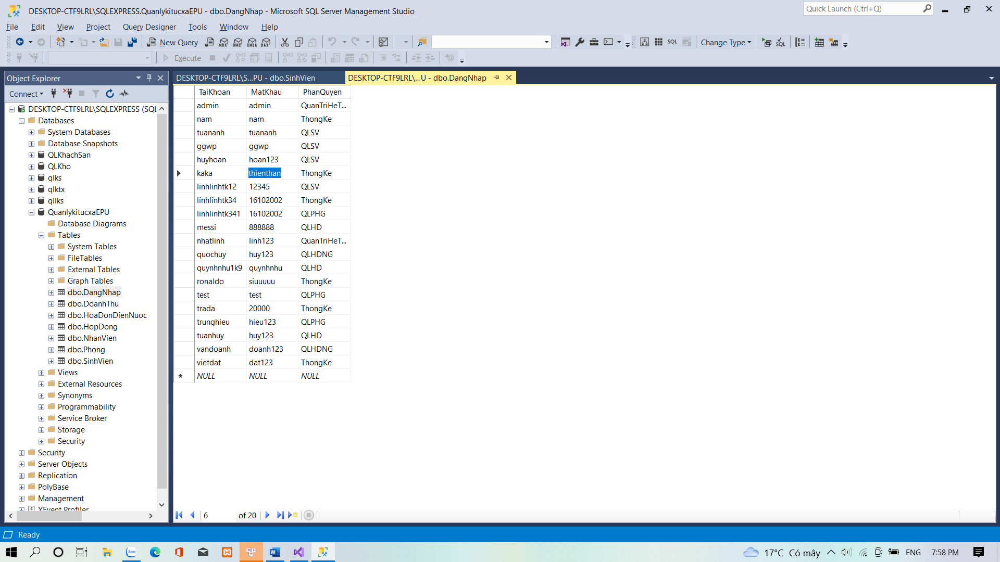 DESKTOP-CTF9LRL\SQLEXPRESS.QuanlykitucxaEPU - dbo.DangNhap - Microsoft SQL Server Management Studio
Quick Launch (Ctrl+Q)
File Edit View Project Query Designer Tools Window Help
New Query MDX DMX XMLA DAX SQL Change Type SQL
Execute
Object Explorer
Connect
DESKTOP-CTF9LRL\SQLEXPRESS (SQL
Databases
System Databases
Database Snapshots
QLKhachSan
QLKho
qlks
qlktx
qllks
QuanlykitucxaEPU
Database Diagrams
Tables
System Tables
FileTables
External Tables
Graph Tables
dbo.DangNhap
dbo.DoanhThu
dbo.HoaDonDienNuoc
dbo.HopDong
dbo.NhanVien
dbo.Phong
dbo.SinhVien
Views
External Resources
Synonyms
Programmability
Service Broker
Storage
Security
Security
Server Objects
Replication
PolyBase
Management
XEvent Profiler
DESKTOP-CTF9LRL\S...PU - dbo.SinhVien DESKTOP-CTF9LRL\...U - dbo.DangNhap
TaiKhoan MatKhau PhanQuyen
admin admin QuanTriHeT...
nam nam ThongKe
tuananh tuananh QLSV
ggwp ggwp QLSV
huyhoan hoan123 QLSV
kaka thienthan ThongKe
linhlinhtk12 12345 QLSV
linhlinhtk34 16102002 ThongKe
linhlinhtk341 16102002 QLPHG
messi 888888 QLHD
nhatlinh linh123 QuanTriHeT...
quochuy huy123 QLHDNG
quynhnhu1k9 quynhnhu QLHD
ronaldo siuuuuu ThongKe
test test QLPHG
trada 20000 ThongKe
trunghieu hieu123 QLPHG
tuanhuy huy123 QLHD
vandoanh doanh123 QLHDNG
vietdat dat123 ThongKe
* NULL NULL NULL
6 of 20
Ready
Zalo 17°C Có mây ENG 7:58 PM